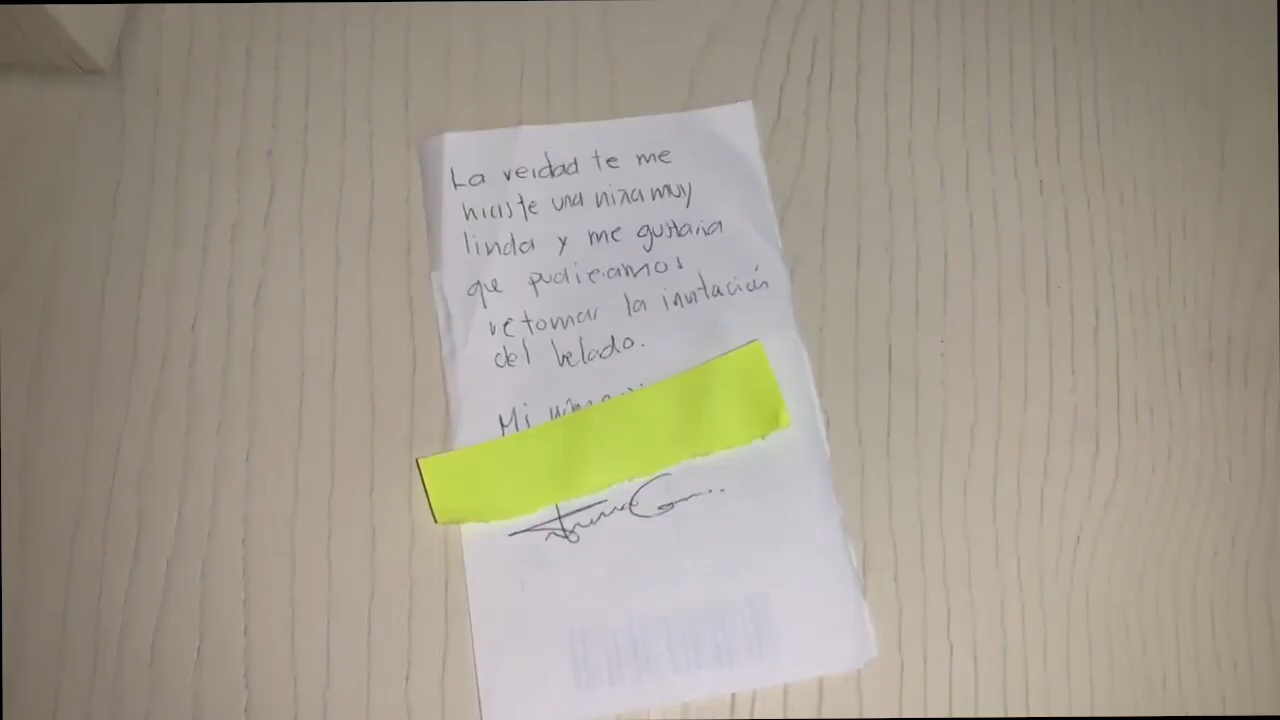 La verdad te me
hiciste una niña muy
linda y me gustaria
que pudieramos
retomar la invitación
del helado.
Mi